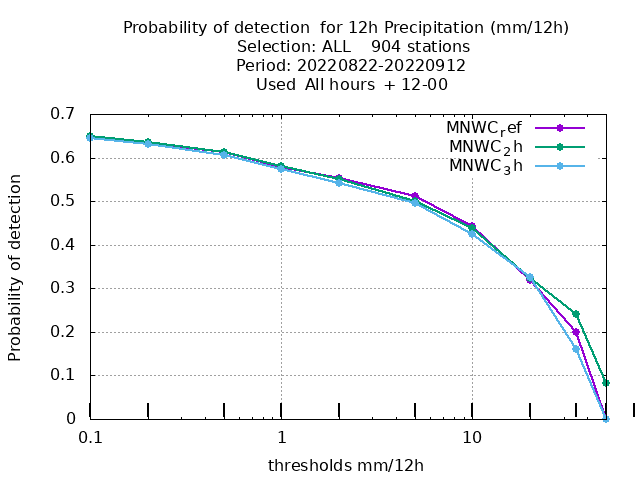 Probability of detection  for 12h Precipitation (mm/12h)
Selection: ALL    904 stations
Period: 20220822-20220912
Used  All hours  + 12-00
0.7
MNWC_ref
0.6
MNWC_2h
MNWC_3h
0.5
0.4
0.3
0.2
0.1
0
Probability of detection
0.1
1
10
thresholds mm/12h